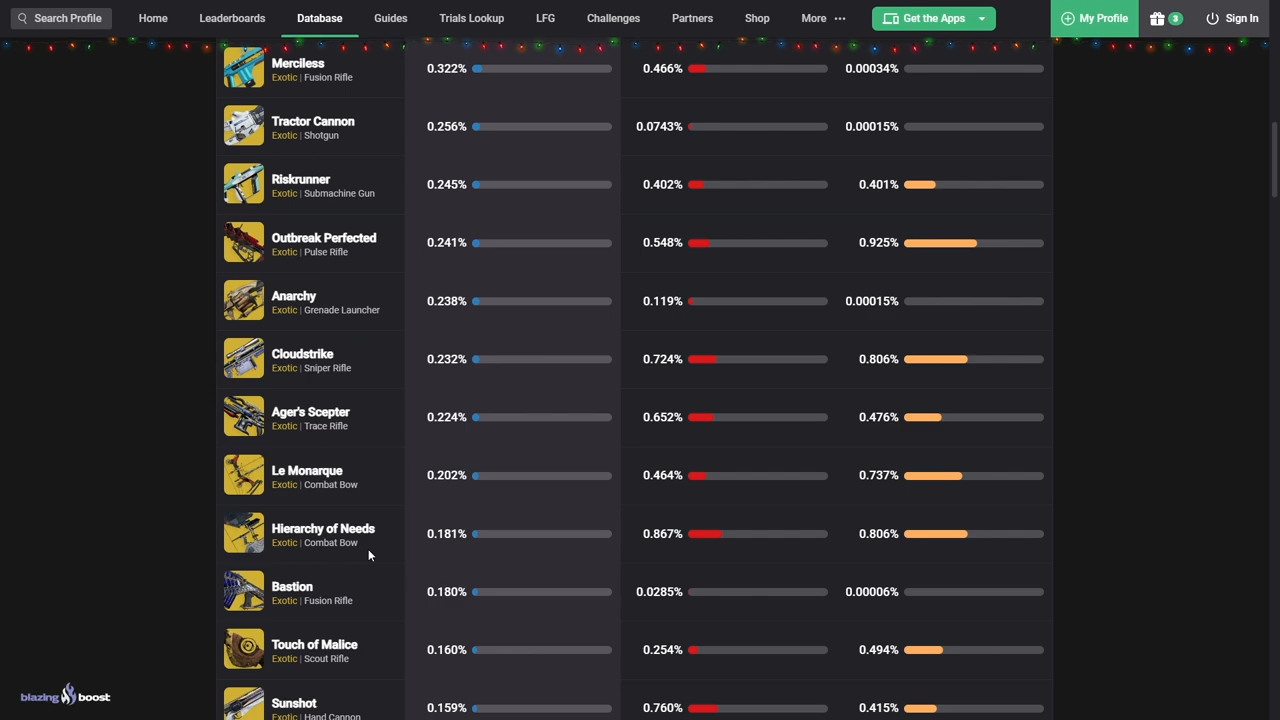 Search Profile Home Leaderboards Database Guides Trials Lookup LFG Challenges Partners Shop More ••• Get the Apps My Profile 3 Sign In
Merciless
Exotic | Fusion Rifle
0.322% 0.466% 0.00034%
Tractor Cannon
Exotic | Shotgun
0.256% 0.0743% 0.00015%
Riskrunner
Exotic | Submachine Gun
0.245% 0.402% 0.401%
Outbreak Perfected
Exotic | Pulse Rifle
0.241% 0.548% 0.925%
Anarchy
Exotic | Grenade Launcher
0.238% 0.119% 0.00015%
Cloudstrike
Exotic | Sniper Rifle
0.232% 0.724% 0.806%
Ager's Scepter
Exotic | Trace Rifle
0.224% 0.652% 0.476%
Le Monarque
Exotic | Combat Bow
0.202% 0.464% 0.737%
Hierarchy of Needs
Exotic | Combat Bow
0.181% 0.867% 0.806%
Bastion
Exotic | Fusion Rifle
0.180% 0.0285% 0.00006%
Touch of Malice
Exotic | Scout Rifle
0.160% 0.254% 0.494%
Sunshot
Exotic | Hand Cannon
0.159% 0.760% 0.415%
blazing boost